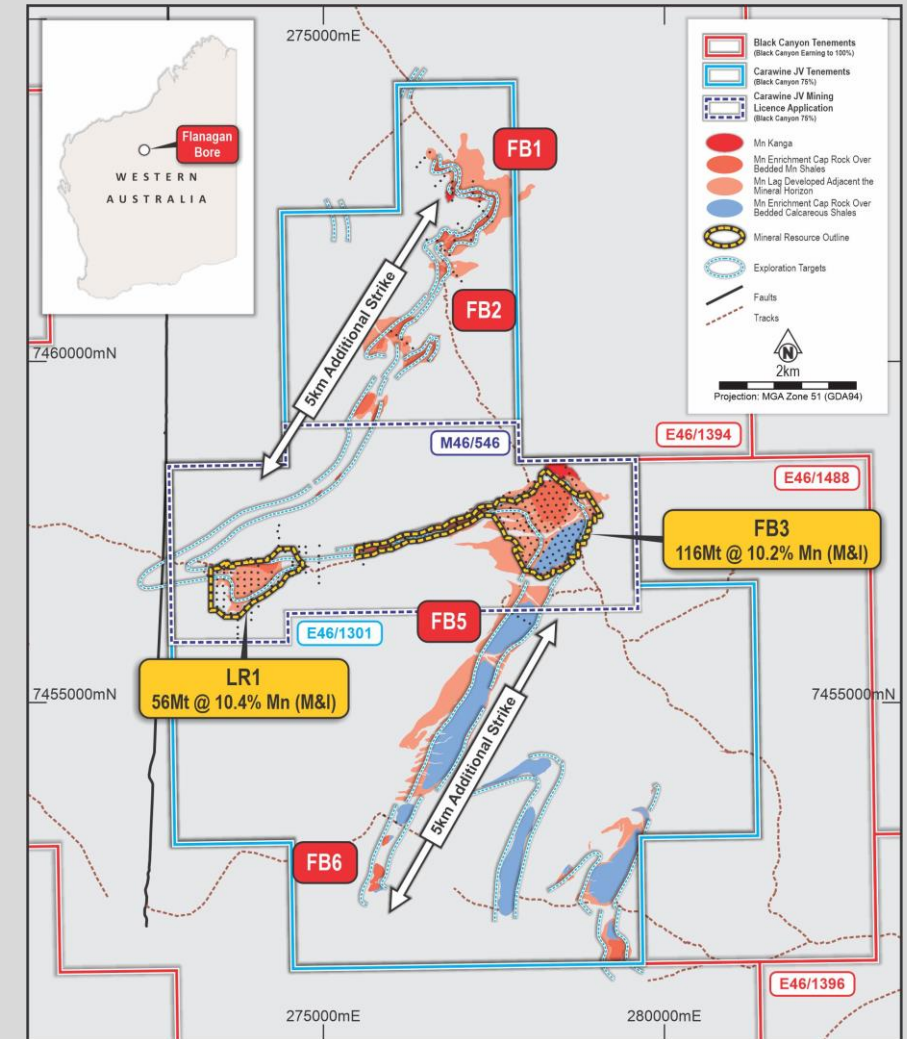 275000mE
Flanagan
Bore
WESTERN
AUSTRALIA
Black Canyon Tenements
(Black Canyon Earning to 100%)
Carawine JV Tenements
(Black Canyon 75%)
Carawine JV Mining
Licence Application
(Black Canyon 75%)
Mn Kanga
Mn Enrichment Cap Rock Over
Bedded Mn Shales
Mn Lag Developed Adjacent the
Mineral Horizon
Mn Enrichment Cap Rock Over
Bedded Calcareous Shales
Mineral Resource Outline
Exploration Targets
Faults
Tracks
N
2km
Projection: MGA Zone 51 (GDA94)
FB1
5km Additional Strike
FB2
7460000mN
M46/546
E46/1394
E46/1488
FB3
116Mt @ 10.2% Mn (M&I)
FB5
E46/1301
LR1
56Mt @ 10.4% Mn (M&I)
7455000mN
7455000mN
5km Additional Strike
FB6
E46/1396
275000mE
280000mE